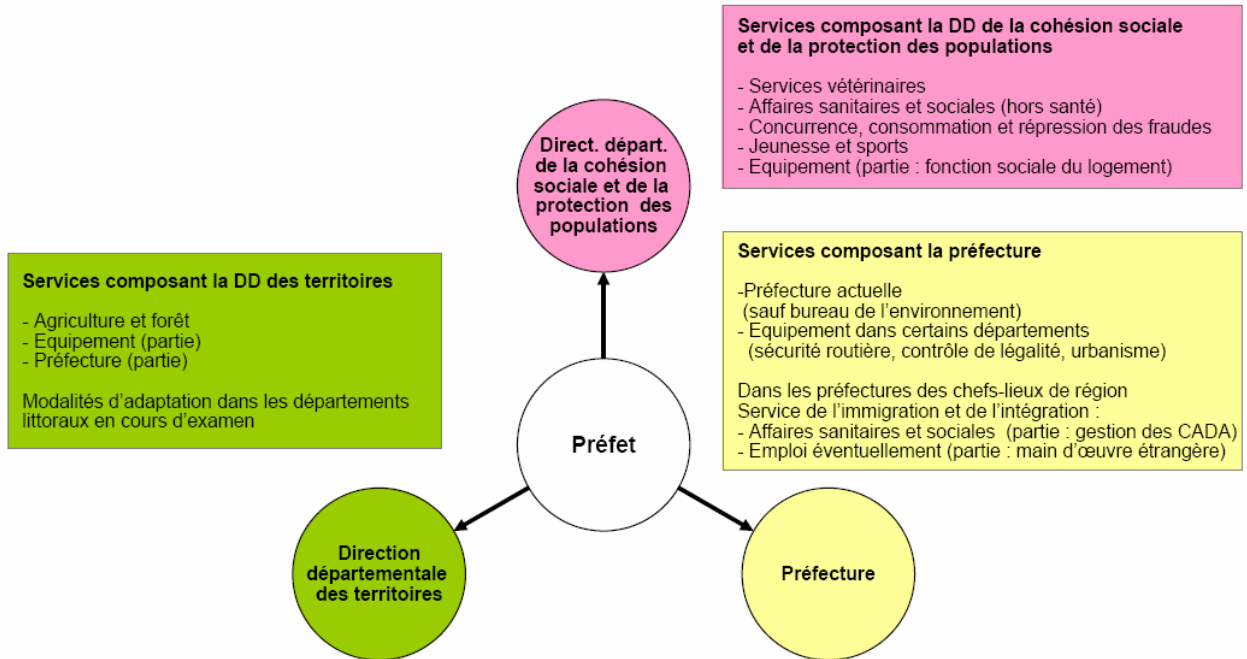 Services composant la DD de la cohésion sociale
et de la protection des populations
- Services vétérinaires
- Affaires sanitaires et sociales (hors santé)
- Concurrence, consommation et répression des fraudes
- Jeunesse et sports
- Equipement (partie : fonction sociale du logement)
Direct. départ.
de la cohésion
sociale et de la
protection des
populations
Services composant la DD des territoires
- Agriculture et forêt
- Equipement (partie)
- Préfecture (partie)
Modalités d’adaptation dans les départements
littoraux en cours d’examen
Services composant la préfecture
-Préfecture actuelle
(sauf bureau de l’environnement)
- Equipement dans certains départements
(sécurité routière, contrôle de légalité, urbanisme)
Dans les préfectures des chefs-lieux de région
Service de l’immigration et de l’intégration :
- Affaires sanitaires et sociales (partie : gestion des CADA)
- Emploi éventuellement (partie : main d’œuvre étrangère)
Préfet
Direction
départementale
des territoires
Préfecture